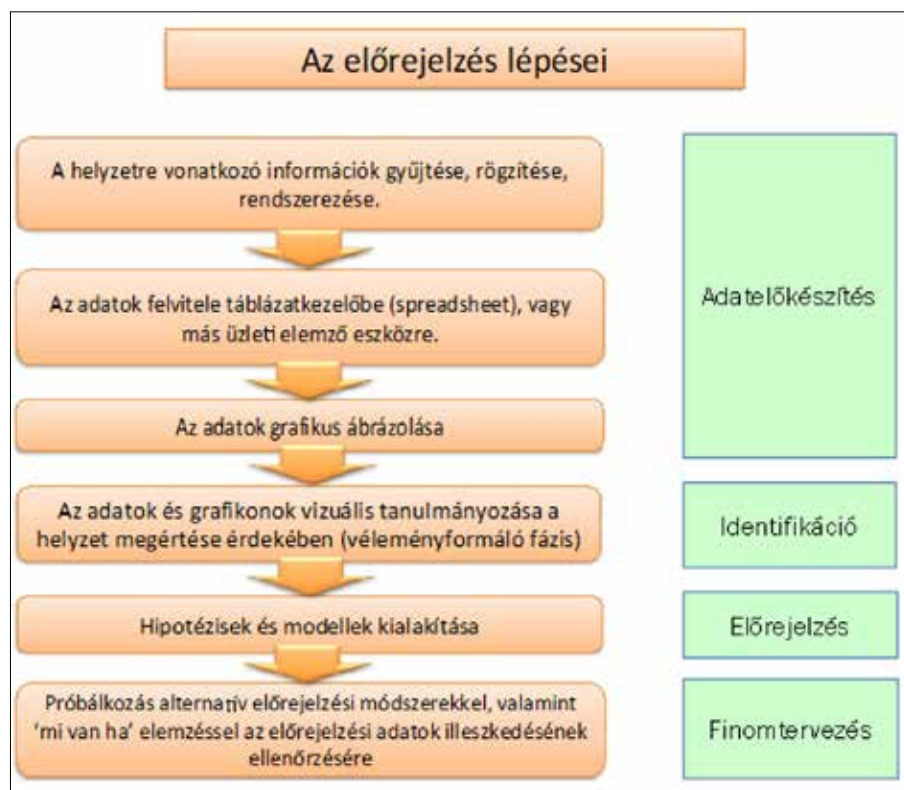 Az előrejelzés lépései
A helyzetre vonatkozó információk gyűjtése, rögzítése,
rendszerezése.
Az adatok felvitele táblázatkezelőbe (spreadsheet), vagy
más üzleti elemző eszközre.
Az adatok grafikus ábrázolása
Adatelőkészítés
Az adatok és grafikonok vizuális tanulmányozása a
helyzet megértése érdekében (véleményformáló fázis)
Identifikáció
Hipotézisek és modellek kialakítása
Előrejelzés
Próbálkozás alternatív előrejelzési módszerekkel, valamint
‘mi van ha’ elemzéssel az előrejelzési adatok illeszkedésének
ellenőrzésére
Finomtervezés